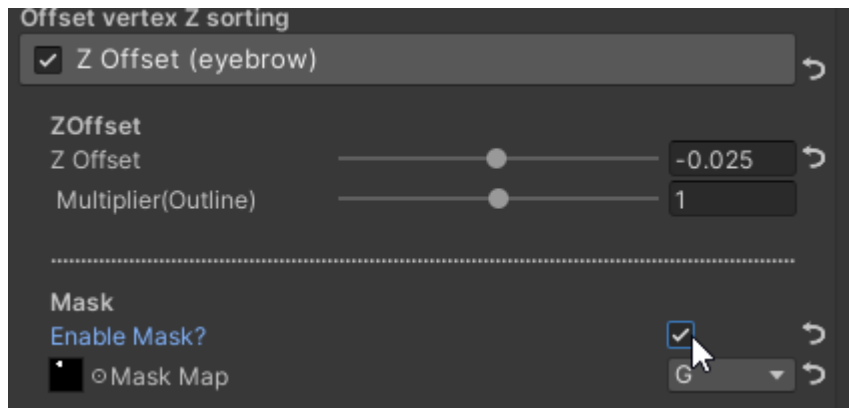 Offset vertex Z sorting
Z Offset (eyebrow)
ZOffset
Z Offset -0.025
Multiplier(Outline) 1
Mask
Enable Mask?
Mask Map G